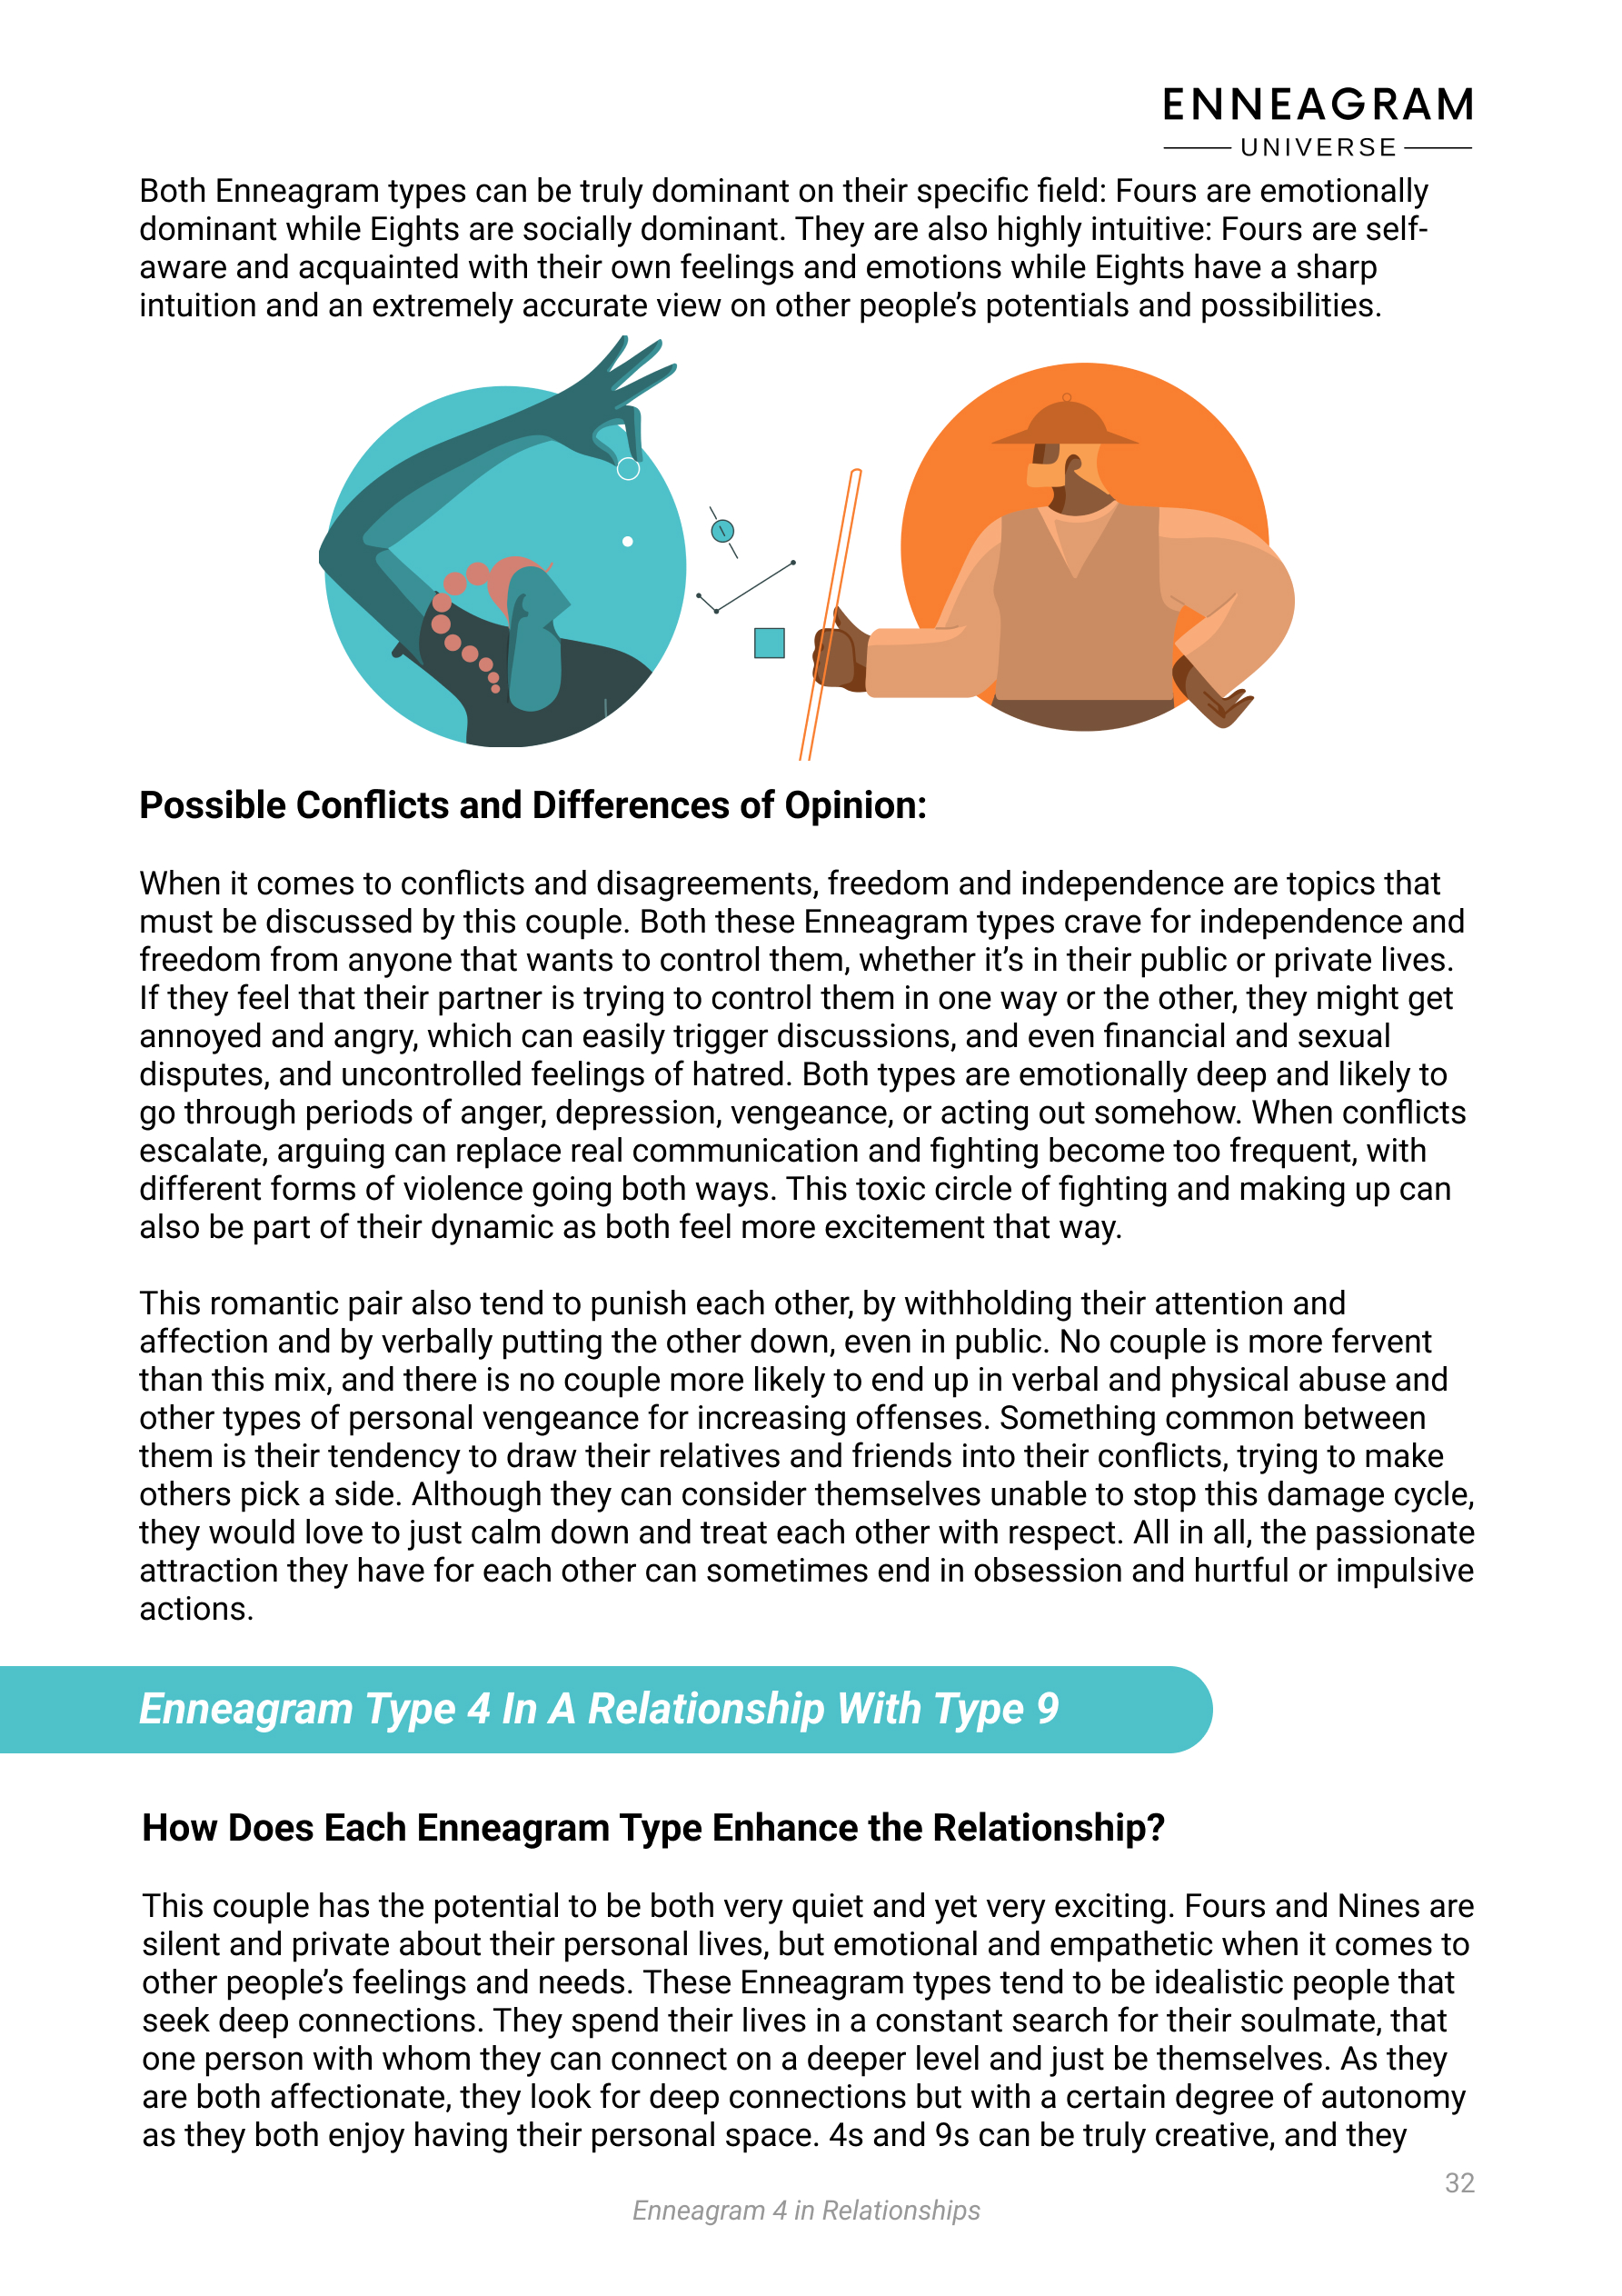 ENNEAGRAM
UNIVERSE
Both Enneagram types can be truly dominant on their specific field: Fours are emotionally
dominant while Eights are socially dominant. They are also highly intuitive: Fours are self-
aware and acquainted with their own feelings and emotions while Eights have a sharp
intuition and an extremely accurate view on other people’s potentials and possibilities.
Possible Conflicts and Differences of Opinion:
When it comes to conflicts and disagreements, freedom and independence are topics that
must be discussed by this couple. Both these Enneagram types crave for independence and
freedom from anyone that wants to control them, whether it’s in their public or private lives.
If they feel that their partner is trying to control them in one way or the other, they might get
annoyed and angry, which can easily trigger discussions, and even financial and sexual
disputes, and uncontrolled feelings of hatred. Both types are emotionally deep and likely to
go through periods of anger, depression, vengeance, or acting out somehow. When conflicts
escalate, arguing can replace real communication and fighting become too frequent, with
different forms of violence going both ways. This toxic circle of fighting and making up can
also be part of their dynamic as both feel more excitement that way.
This romantic pair also tend to punish each other, by withholding their attention and
affection and by verbally putting the other down, even in public. No couple is more fervent
than this mix, and there is no couple more likely to end up in verbal and physical abuse and
other types of personal vengeance for increasing offenses. Something common between
them is their tendency to draw their relatives and friends into their conflicts, trying to make
others pick a side. Although they can consider themselves unable to stop this damage cycle,
they would love to just calm down and treat each other with respect. All in all, the passionate
attraction they have for each other can sometimes end in obsession and hurtful or impulsive
actions.
Enneagram Type 4 In A Relationship With Type 9
How Does Each Enneagram Type Enhance the Relationship?
This couple has the potential to be both very quiet and yet very exciting. Fours and Nines are
silent and private about their personal lives, but emotional and empathetic when it comes to
other people’s feelings and needs. These Enneagram types tend to be idealistic people that
seek deep connections. They spend their lives in a constant search for their soulmate, that
one person with whom they can connect on a deeper level and just be themselves. As they
are both affectionate, they look for deep connections but with a certain degree of autonomy
as they both enjoy having their personal space. 4s and 9s can be truly creative, and they
32
Enneagram 4 in Relationships